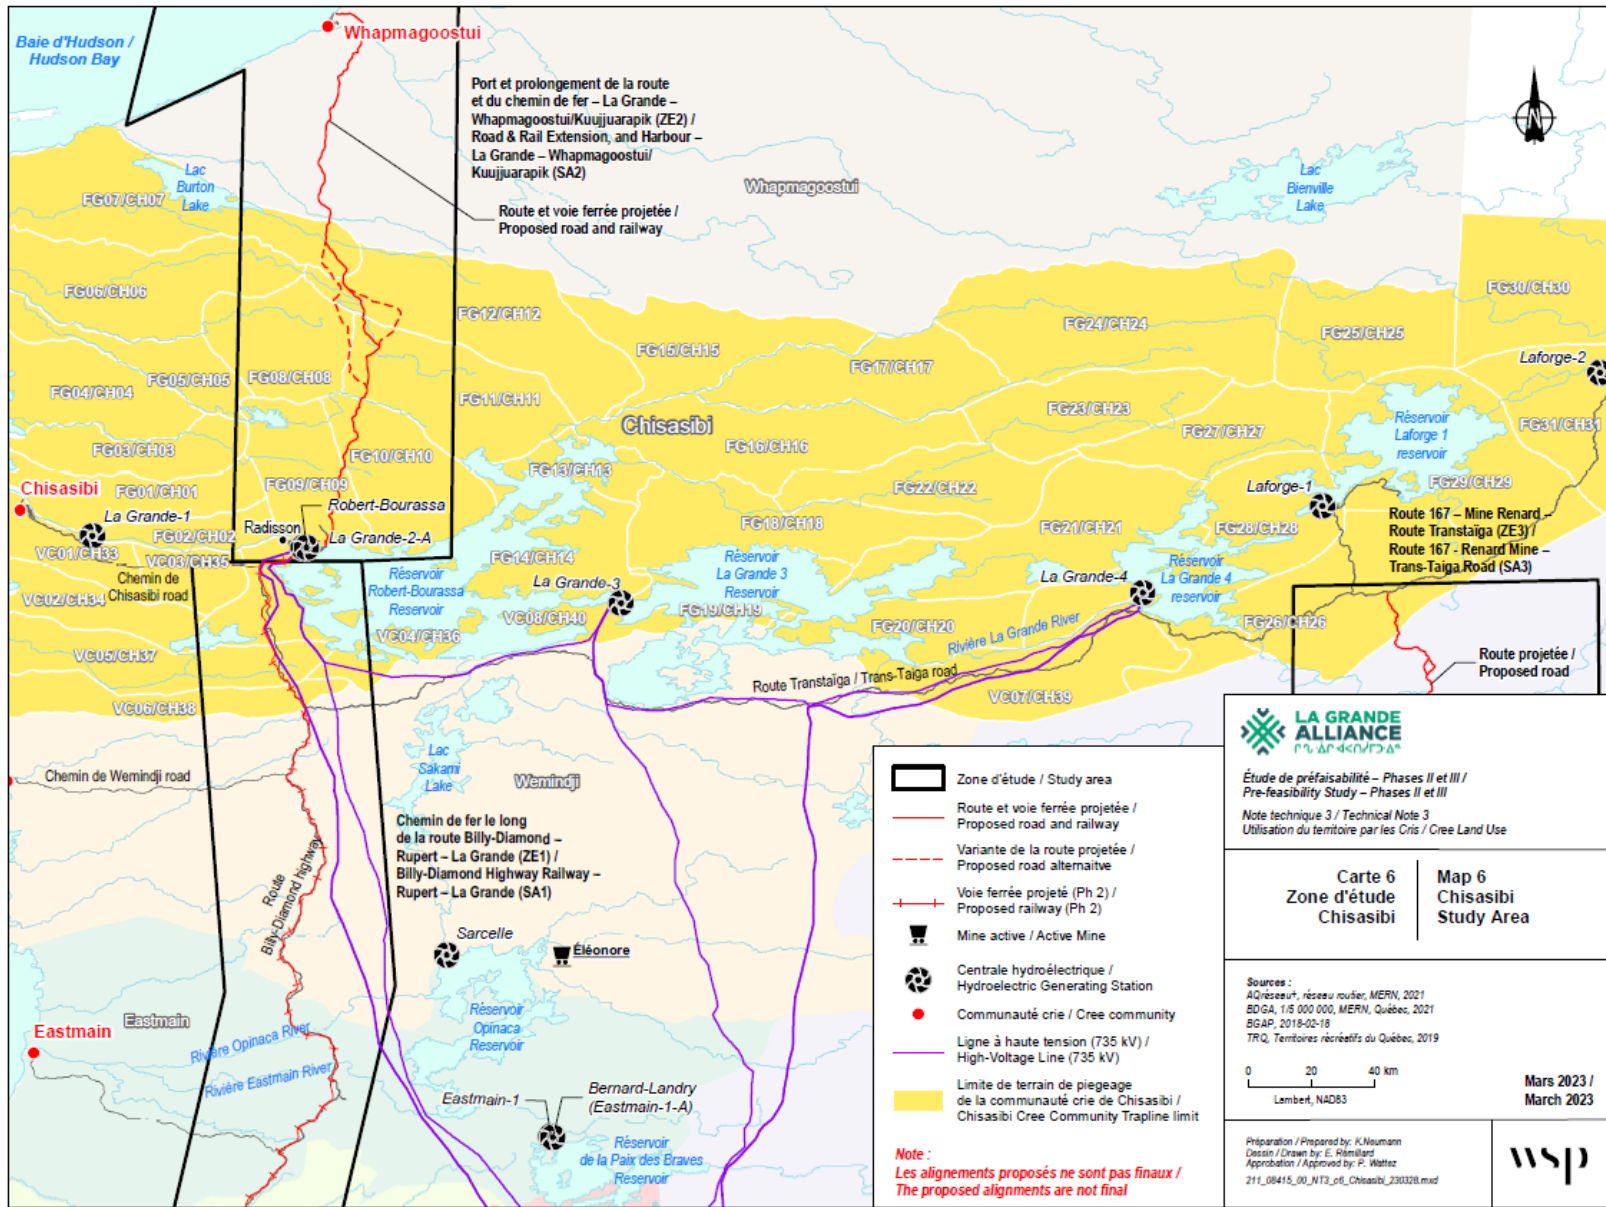 Baie d'Hudson /
Hudson Bay
Whapmagoostui
Port et prolongement de la route
et du chemin de fer – La Grande –
Whapmagoostui/Kuujjuarapik (ZE2) /
Road & Rail Extension, and Harbour –
La Grande – Whapmagoostui/
Kuujjuarapik (SA2)
Route et voie ferrée projetée /
Proposed road and railway
Whapmagoostui
Lac
Bienville
Lake
N
Lac
Burton
Lake
FG07/CH07
FG06/CH06
FG12/CH12
FG15/CH15
FG17/CH17
FG24/CH24
FG25/CH25
FG30/CH30
Laforge-2
FG04/CH04
FG05/CH05
FG08/CH08
FG11/CH11
Chisasibi
FG16/CH16
FG23/CH23
FG27/CH27
Réservoir
Laforge 1
reservoir
FG31/CH31
FG03/CH03
FG10/CH10
FG13/CH13
FG22/CH22
FG29/CH29
Chisasibi
FG01/CH01
FG09/CH09
Robert-Bourassa
Laforge-1
La Grande-1
Radisson
La Grande-2-A
FG02/CH02
FG18/CH18
FG21/CH21
FG28/CH28
Route 167 – Mine Renard –
Route Transtaïga (ZE3) /
Route 167 - Renard Mine –
Trans-Taiga Road (SA3)
VC01/CH33
VC03/CH35
FG14/CH14
Chemin de
Chisasibi road
VC02/CH34
Réservoir
Robert-Bourassa
Reservoir
La Grande-3
Réservoir
La Grande 3
Reservoir
La Grande-4
Réservoir
La Grande 4
reservoir
VC04/CH36
VC08/CH40
FG19/CH19
FG20/CH20
Rivière La Grande River
FG26/CH26
VC05/CH37
Route Transtaïga / Trans-Taiga road
VC07/CH39
Route projetée /
Proposed road
VC06/CH38
Chemin de Wemindji road
Lac
Sakami
Lake
Wemindji
Chemin de fer le long
de la route Billy-Diamond –
Rupert – La Grande (ZE1) /
Billy-Diamond Highway Railway –
Rupert – La Grande (SA1)
Route
Billy-Diamond highway
Sarcelle
Éléonore
Réservoir
Opinaca
Reservoir
Eastmain
Eastmain
Rivière Opinaca River
Rivière Eastmain River
Eastmain-1
Bernard-Landry
(Eastmain-1-A)
Réservoir
de la Paix des Braves
Reservoir
Zone d'étude / Study area
Route et voie ferrée projetée /
Proposed road and railway
Variante de la route projetée /
Proposed road alternaitve
Voie ferrée projeté (Ph 2) /
Proposed railway (Ph 2)
Mine active / Active Mine
Centrale hydroélectrique /
Hydroelectric Generating Station
Communauté crie / Cree community
Ligne à haute tension (735 kV) /
High-Voltage Line (735 kV)
Limite de terrain de piegeage
de la communauté crie de Chisasibi /
Chisasibi Cree Community Trapline limit
Note :
Les alignements proposés ne sont pas finaux /
The proposed alignments are not final
LA GRANDE
ALLIANCE
Étude de préfaisabilité – Phases II et III /
Pre-feasibility Study – Phases II et III
Note technique 3 / Technical Note 3
Utilisation du territoire par les Cris / Cree Land Use
Carte 6
Zone d'étude
Chisasibi
Map 6
Chisasibi
Study Area
Sources :
AQréseau+, réseau routier, MERN, 2021
BDGA, 1/5 000 000, MERN, Québec, 2021
BGAP, 2018-02-18
TRQ, Territoires récréatifs du Québec, 2019
0 20 40 km
Lambert, NAD83
Mars 2023 /
March 2023
Préparation / Prepared by: K.Neumann
Dessin / Drawn by: E. Rémillard
Approbation / Approved by: P. Wattez
211_08415_00_NT3_c6_Chisasibi_230328.mxd
wsp